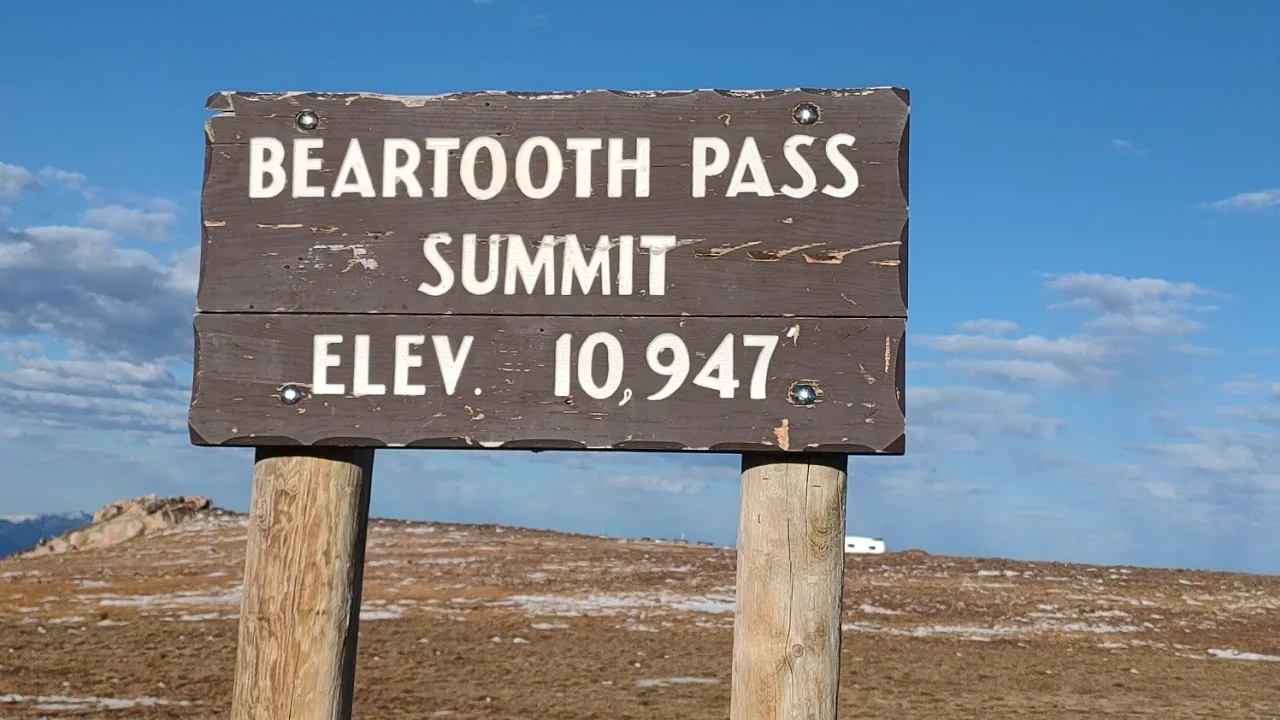 BEARTOOTH PASS
SUMMIT
ELEV. 10,947